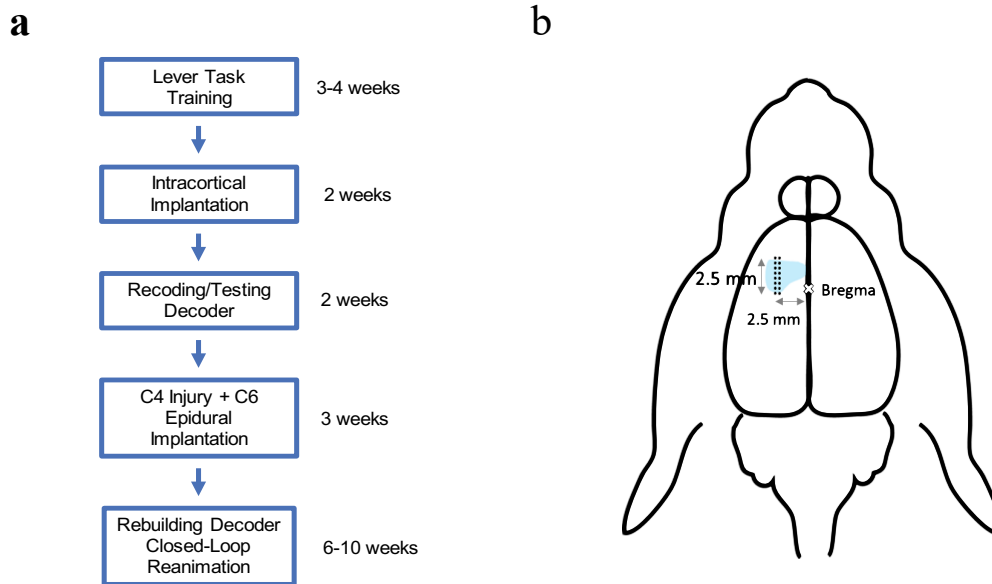 a
Lever Task
Training
3-4 weeks
Intracortical
Implantation
2 weeks
Recoding/Testing
Decoder
2 weeks
C4 Injury + C6
Epidural
Implantation
3 weeks
Rebuilding Decoder
Closed-Loop
Reanimation
6-10 weeks
b
2.5 mm
Bregma
2.5 mm